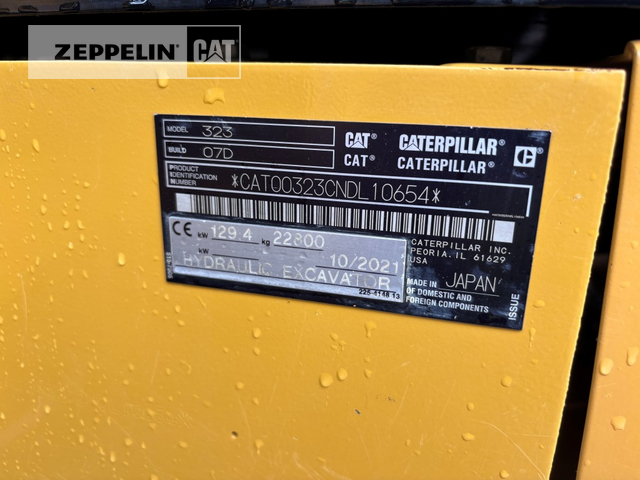 ZEPPELIN CAT
MODEL 323
CAT® CATERPILLAR®
BUILD 07D
CAT® CATERPILLAR® C
PRODUCT IDENTIFICATION NUMBER *CAT00323CNDL10654*
CE kW 129.4 kg 22800
kW 10/2021
HYDRAULIC EXCAVATOR
CATERPILLAR INC.
PEORIA, IL 61629
USA
MADE IN JAPAN
OF DOMESTIC AND
FOREIGN COMPONENTS
ISSUE